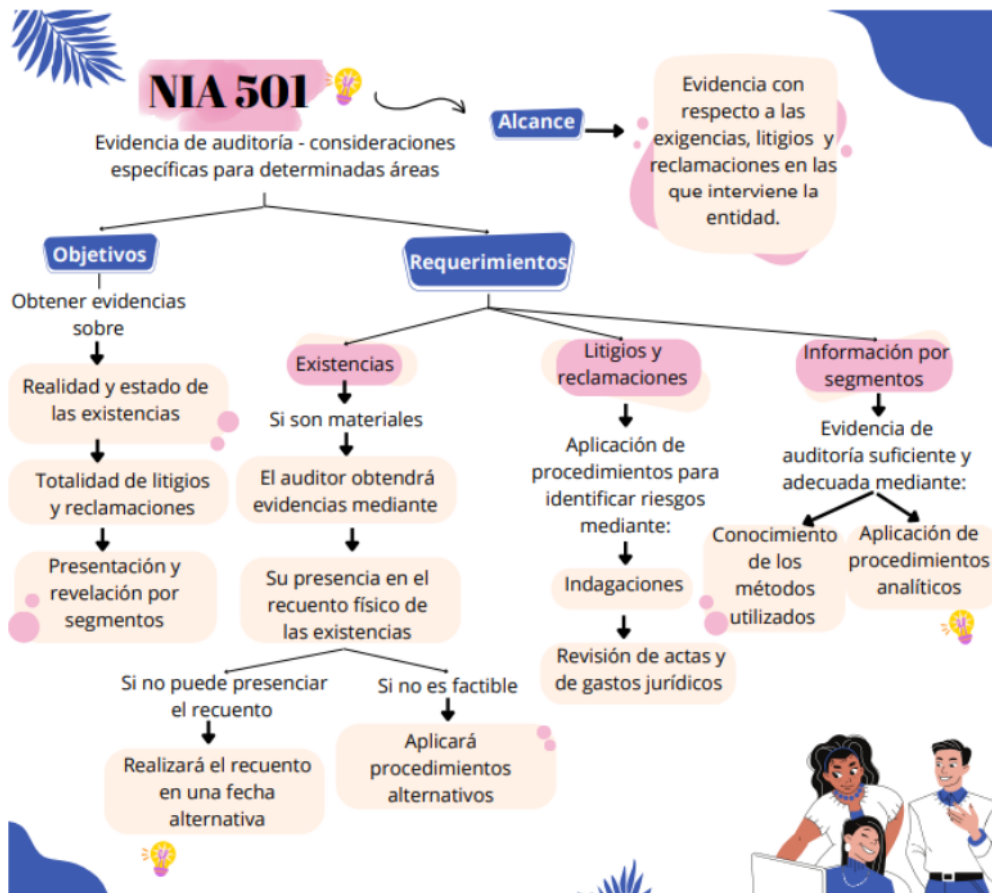 NIA 501
Evidencia de auditoría - consideraciones
específicas para determinadas áreas
Alcance
Evidencia con
respecto a las
exigencias, litigios y
reclamaciones en las
que interviene la
entidad.
Objetivos
Obtener evidencias
sobre
Realidad y estado de
las existencias
Totalidad de litigios
y reclamaciones
Presentación y
revelación por
segmentos
Requerimientos
Existencias
Si son materiales
El auditor obtendrá
evidencias mediante
Su presencia en el
recuento físico de
las existencias
Si no puede presenciar
el recuento
Realizará el recuento
en una fecha
alternativa
Si no es factible
Aplicará
procedimientos
alternativos
Litigios y
reclamaciones
Aplicación de
procedimientos para
identificar riesgos
mediante:
Indagaciones
Revisión de actas y
de gastos jurídicos
Información por
segmentos
Evidencia de
auditoría suficiente y
adecuada mediante:
Conocimiento
de los
métodos
utilizados
Aplicación de
procedimientos
analíticos